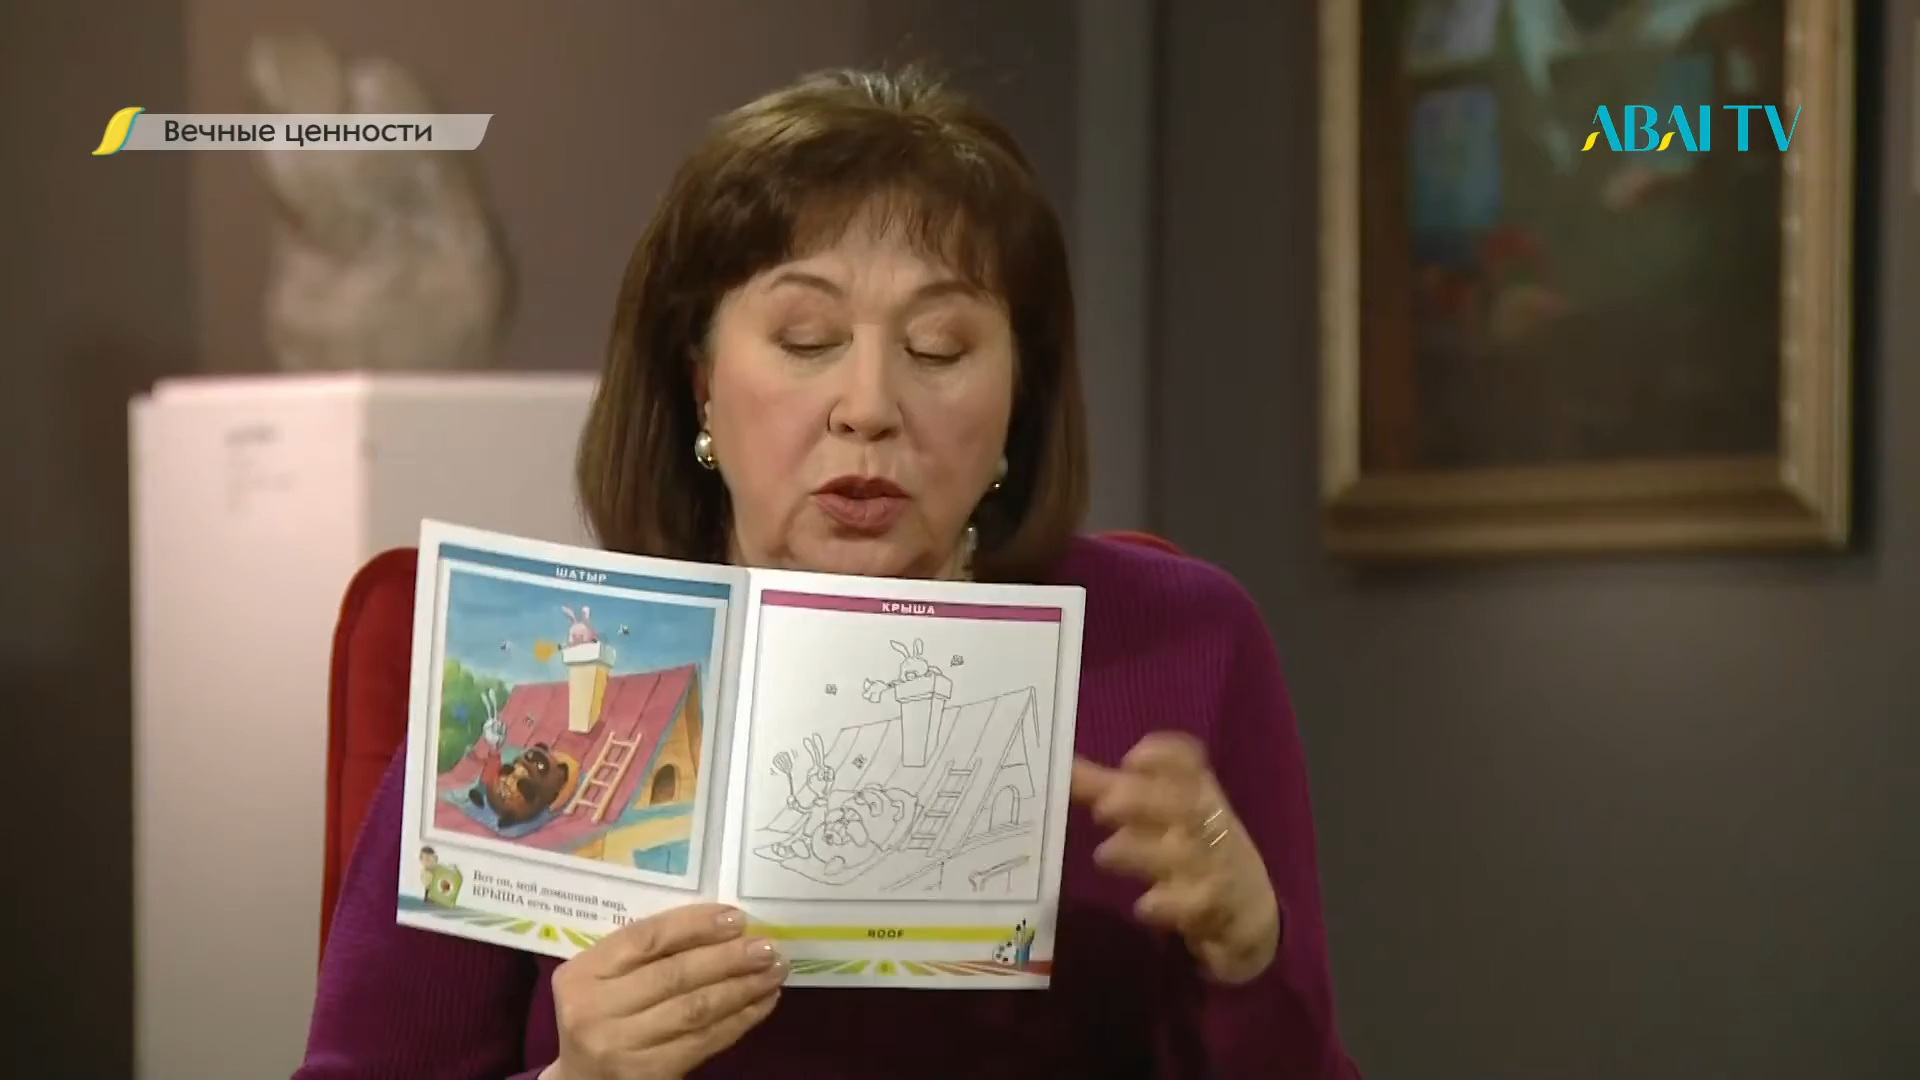 Вечные ценности
ABAI TV
ШАТЫР
КРЫША
Вот он, мой домашний мир,
КРЫША есть над ним –
ROOF